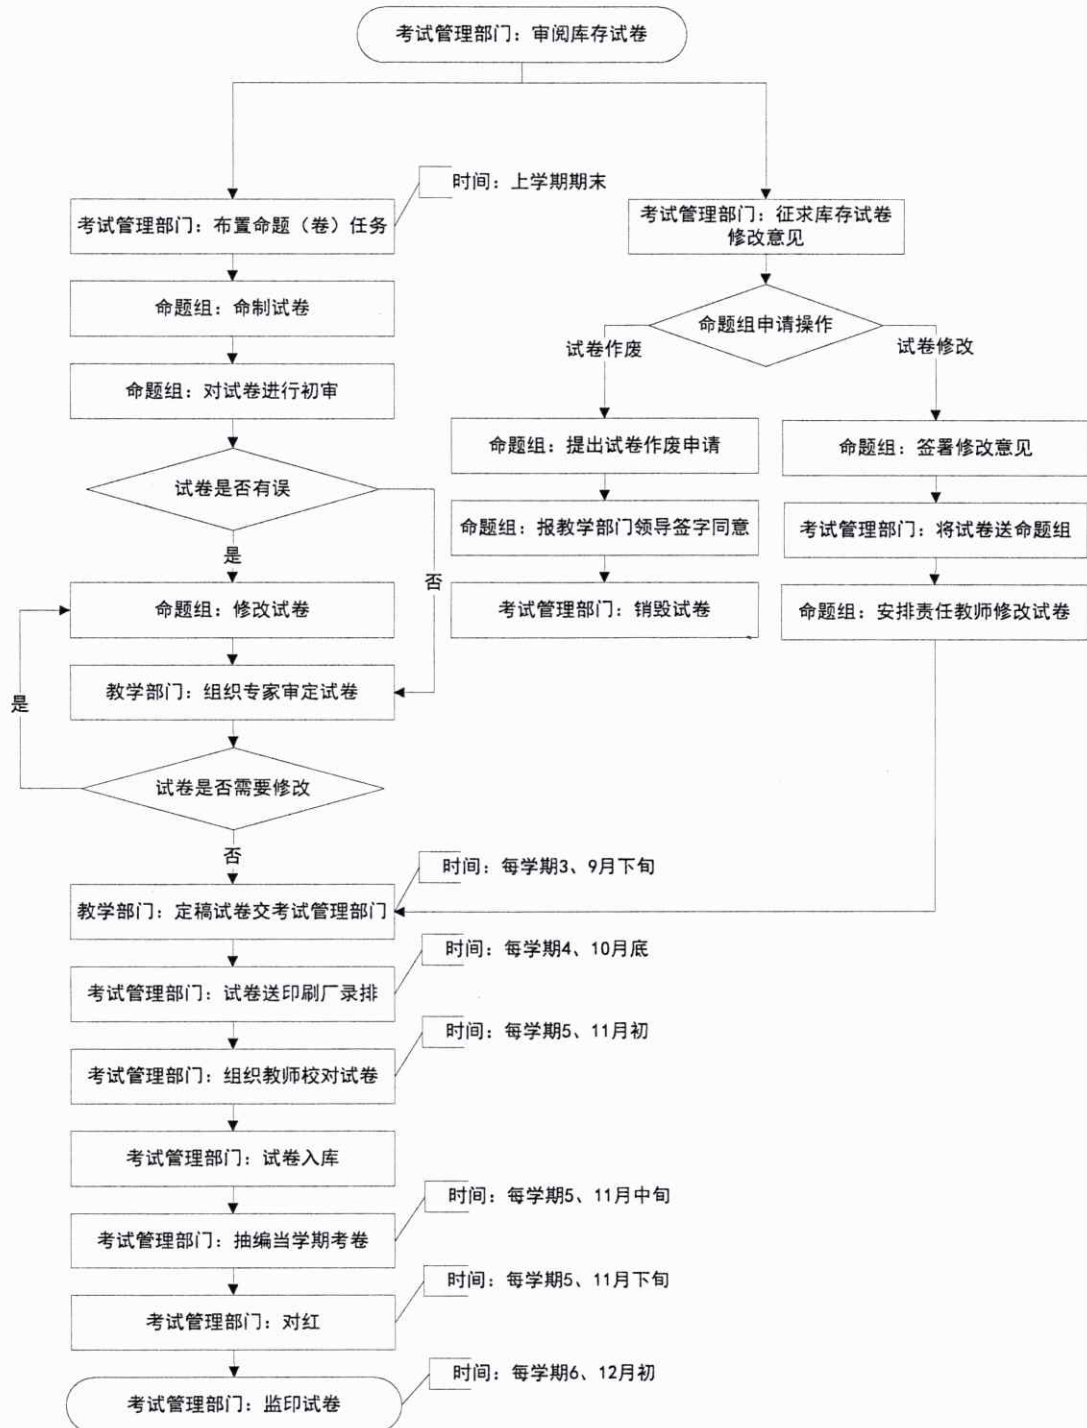 考试管理部门：审阅库存试卷
时间：上学期期末
考试管理部门：布置命题（卷）任务
考试管理部门：征求库存试卷
修改意见
命题组：命制试卷
命题组申请操作
试卷作废
试卷修改
命题组：对试卷进行初审
命题组：提出试卷作废申请
命题组：签署修改意见
试卷是否有误
命题组：报教学部门领导签字同意
考试管理部门：将试卷送命题组
是
否
命题组：修改试卷
考试管理部门：销毁试卷
命题组：安排责任教师修改试卷
教学部门：组织专家审定试卷
是
试卷是否需要修改
否
时间：每学期3、9月下旬
教学部门：定稿试卷交考试管理部门
时间：每学期4、10月底
考试管理部门：试卷送印刷厂录排
时间：每学期5、11月初
考试管理部门：组织教师校对试卷
考试管理部门：试卷入库
时间：每学期5、11月中旬
考试管理部门：抽编当学期考卷
时间：每学期5、11月下旬
考试管理部门：对红
时间：每学期6、12月初
考试管理部门：监印试卷